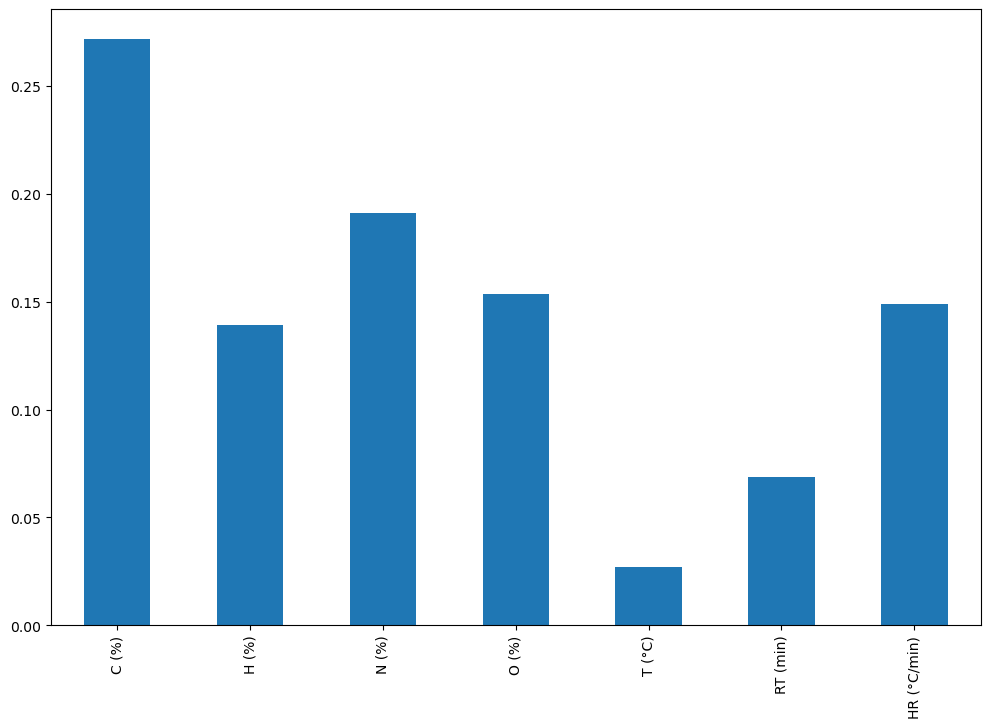 0.25
0.20
0.15
0.10
0.05
0.00
C (%)
H (%)
N (%)
O (%)
T (°C)
RT (min)
HR (°C/min)